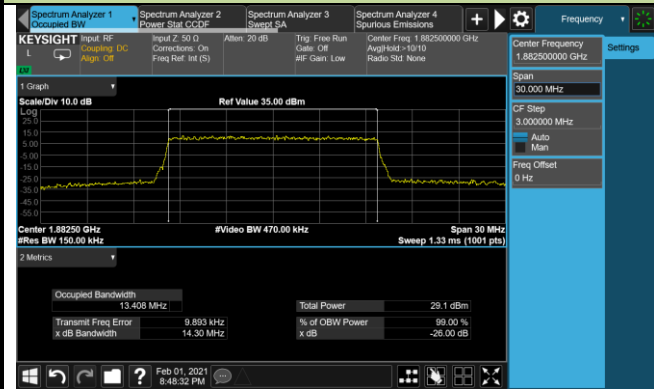 Spectrum Analyzer 1
Occupied BW
Spectrum Analyzer 2
Power Stat CCDF
Spectrum Analyzer 3
Swept SA
Spectrum Analyzer 4
Spurious Emissions
Frequency
KEYSIGHT
L
Input: RF
Coupling: DC
Align: Off
Input Z: 50 Ω
Corrections: On
Freq Ref: Int (S)
Atten: 20 dB
Trig: Free Run
Gate: Off
#IF Gain: Low
Center Freq: 1.882500000 GHz
Avg|Hold:>10/10
Radio Std: None
1 Graph
Scale/Div 10.0 dB
Ref Value 35.00 dBm
Log
25.0
15.0
5.00
-5.00
-15.0
-25.0
-35.0
-45.0
-55.0
Center 1.88250 GHz
#Video BW 470.00 kHz
Span 30 MHz
#Res BW 150.00 kHz
Sweep 1.33 ms (1001 pts)
2 Metrics
Occupied Bandwidth
13.408 MHz
Total Power 29.1 dBm
Transmit Freq Error 9.893 kHz
% of OBW Power 99.00 %
x dB Bandwidth 14.30 MHz
x dB -26.00 dB
Feb 01, 2021
8:48:32 PM
Center Frequency
1.882500000 GHz
Settings
Span
30.000 MHz
CF Step
3.000000 MHz
Auto
Man
Freq Offset
0 Hz